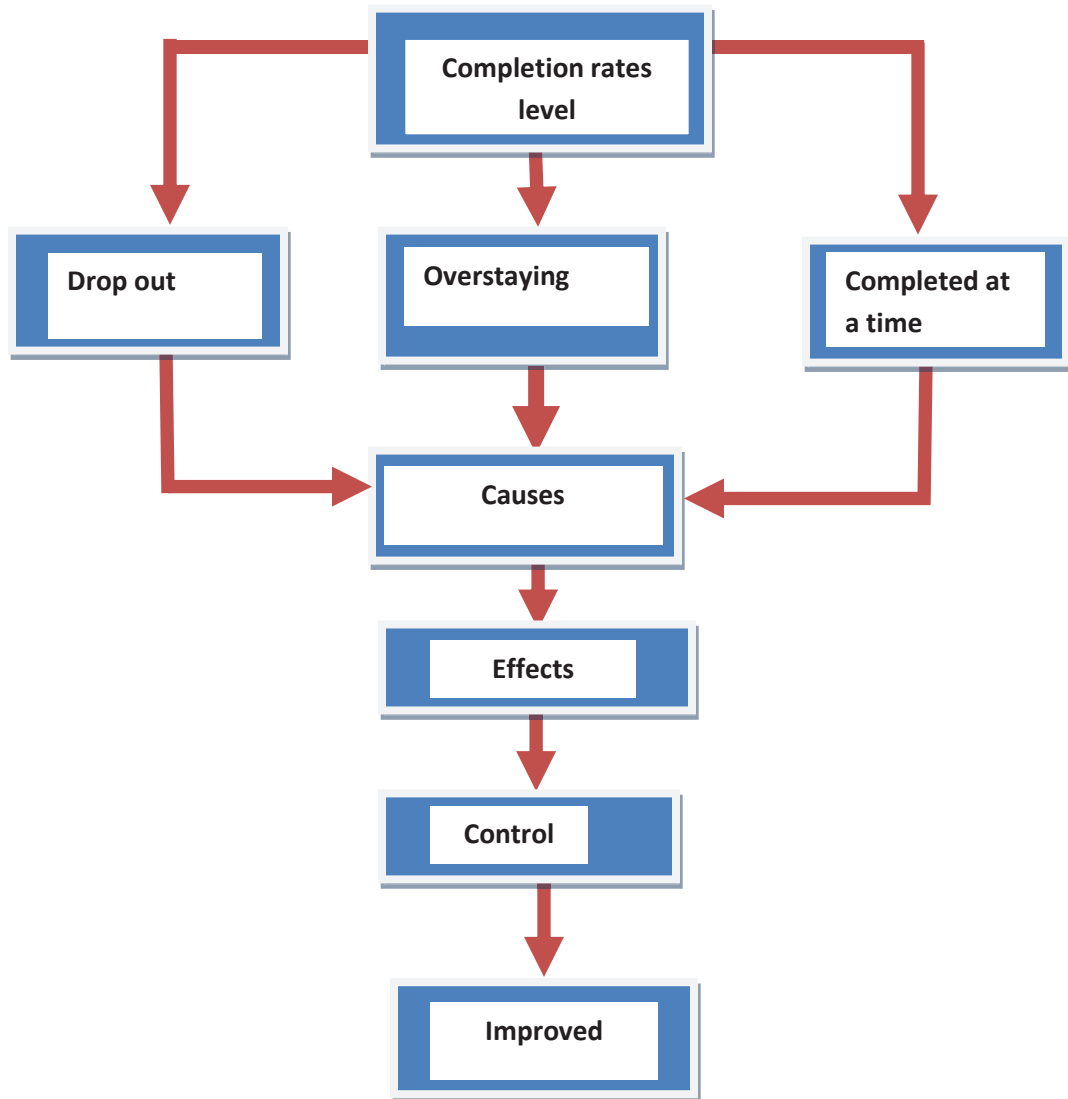 Completion rates
level
Drop out
Overstaying
Completed at
a time
Causes
Effects
Control
Improved